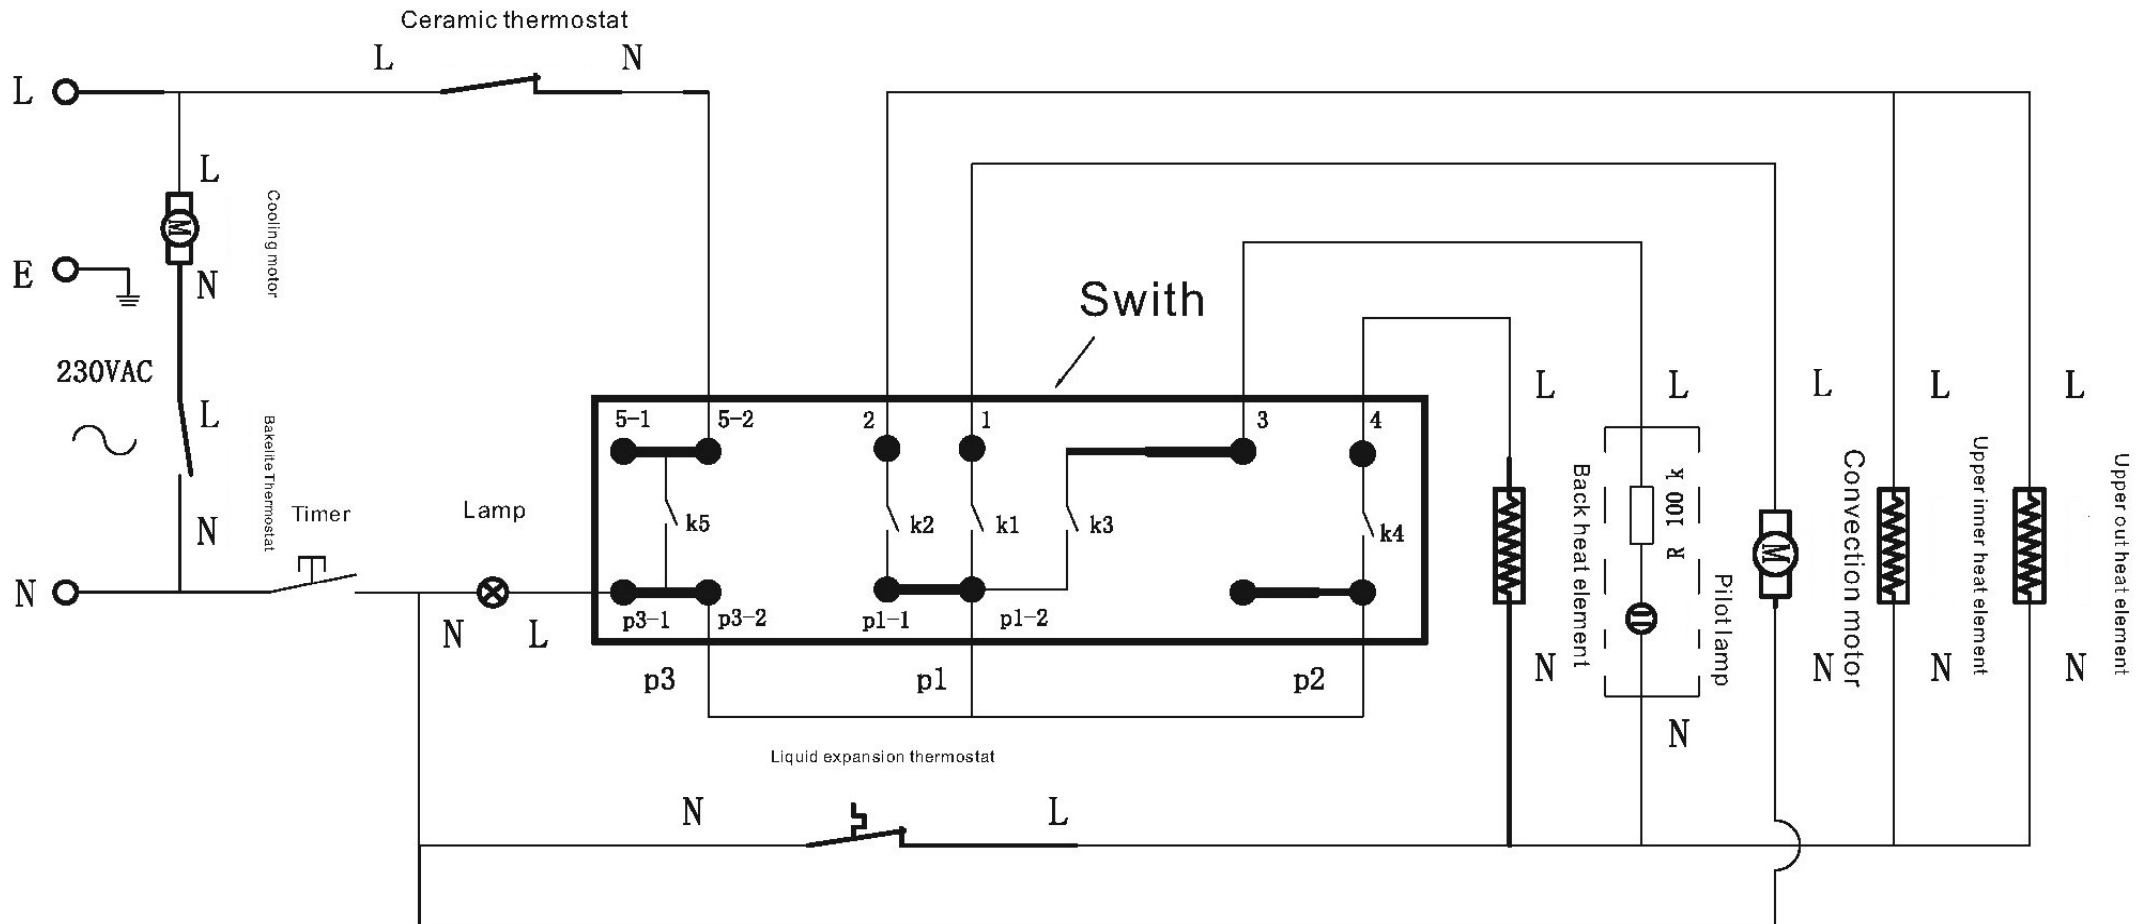 Ceramic thermostat
L
N
L
L
Cooling motor
N
E
230VAC
L
Bakelite Thermostat
N
N
Timer
Lamp
N
L
Swith
5-1
5-2
2
1
3
4
k5
k2
k1
k3
k4
p3-1
p3-2
p1-1
p1-2
p3
p1
p2
L
N
Back heat element
L
R 100 k
Pilot lamp
N
L
N
Convection motor
L
N
Upper inner heat element
L
N
Upper out heat element
Liquid expansion thermostat
N
L
M
M